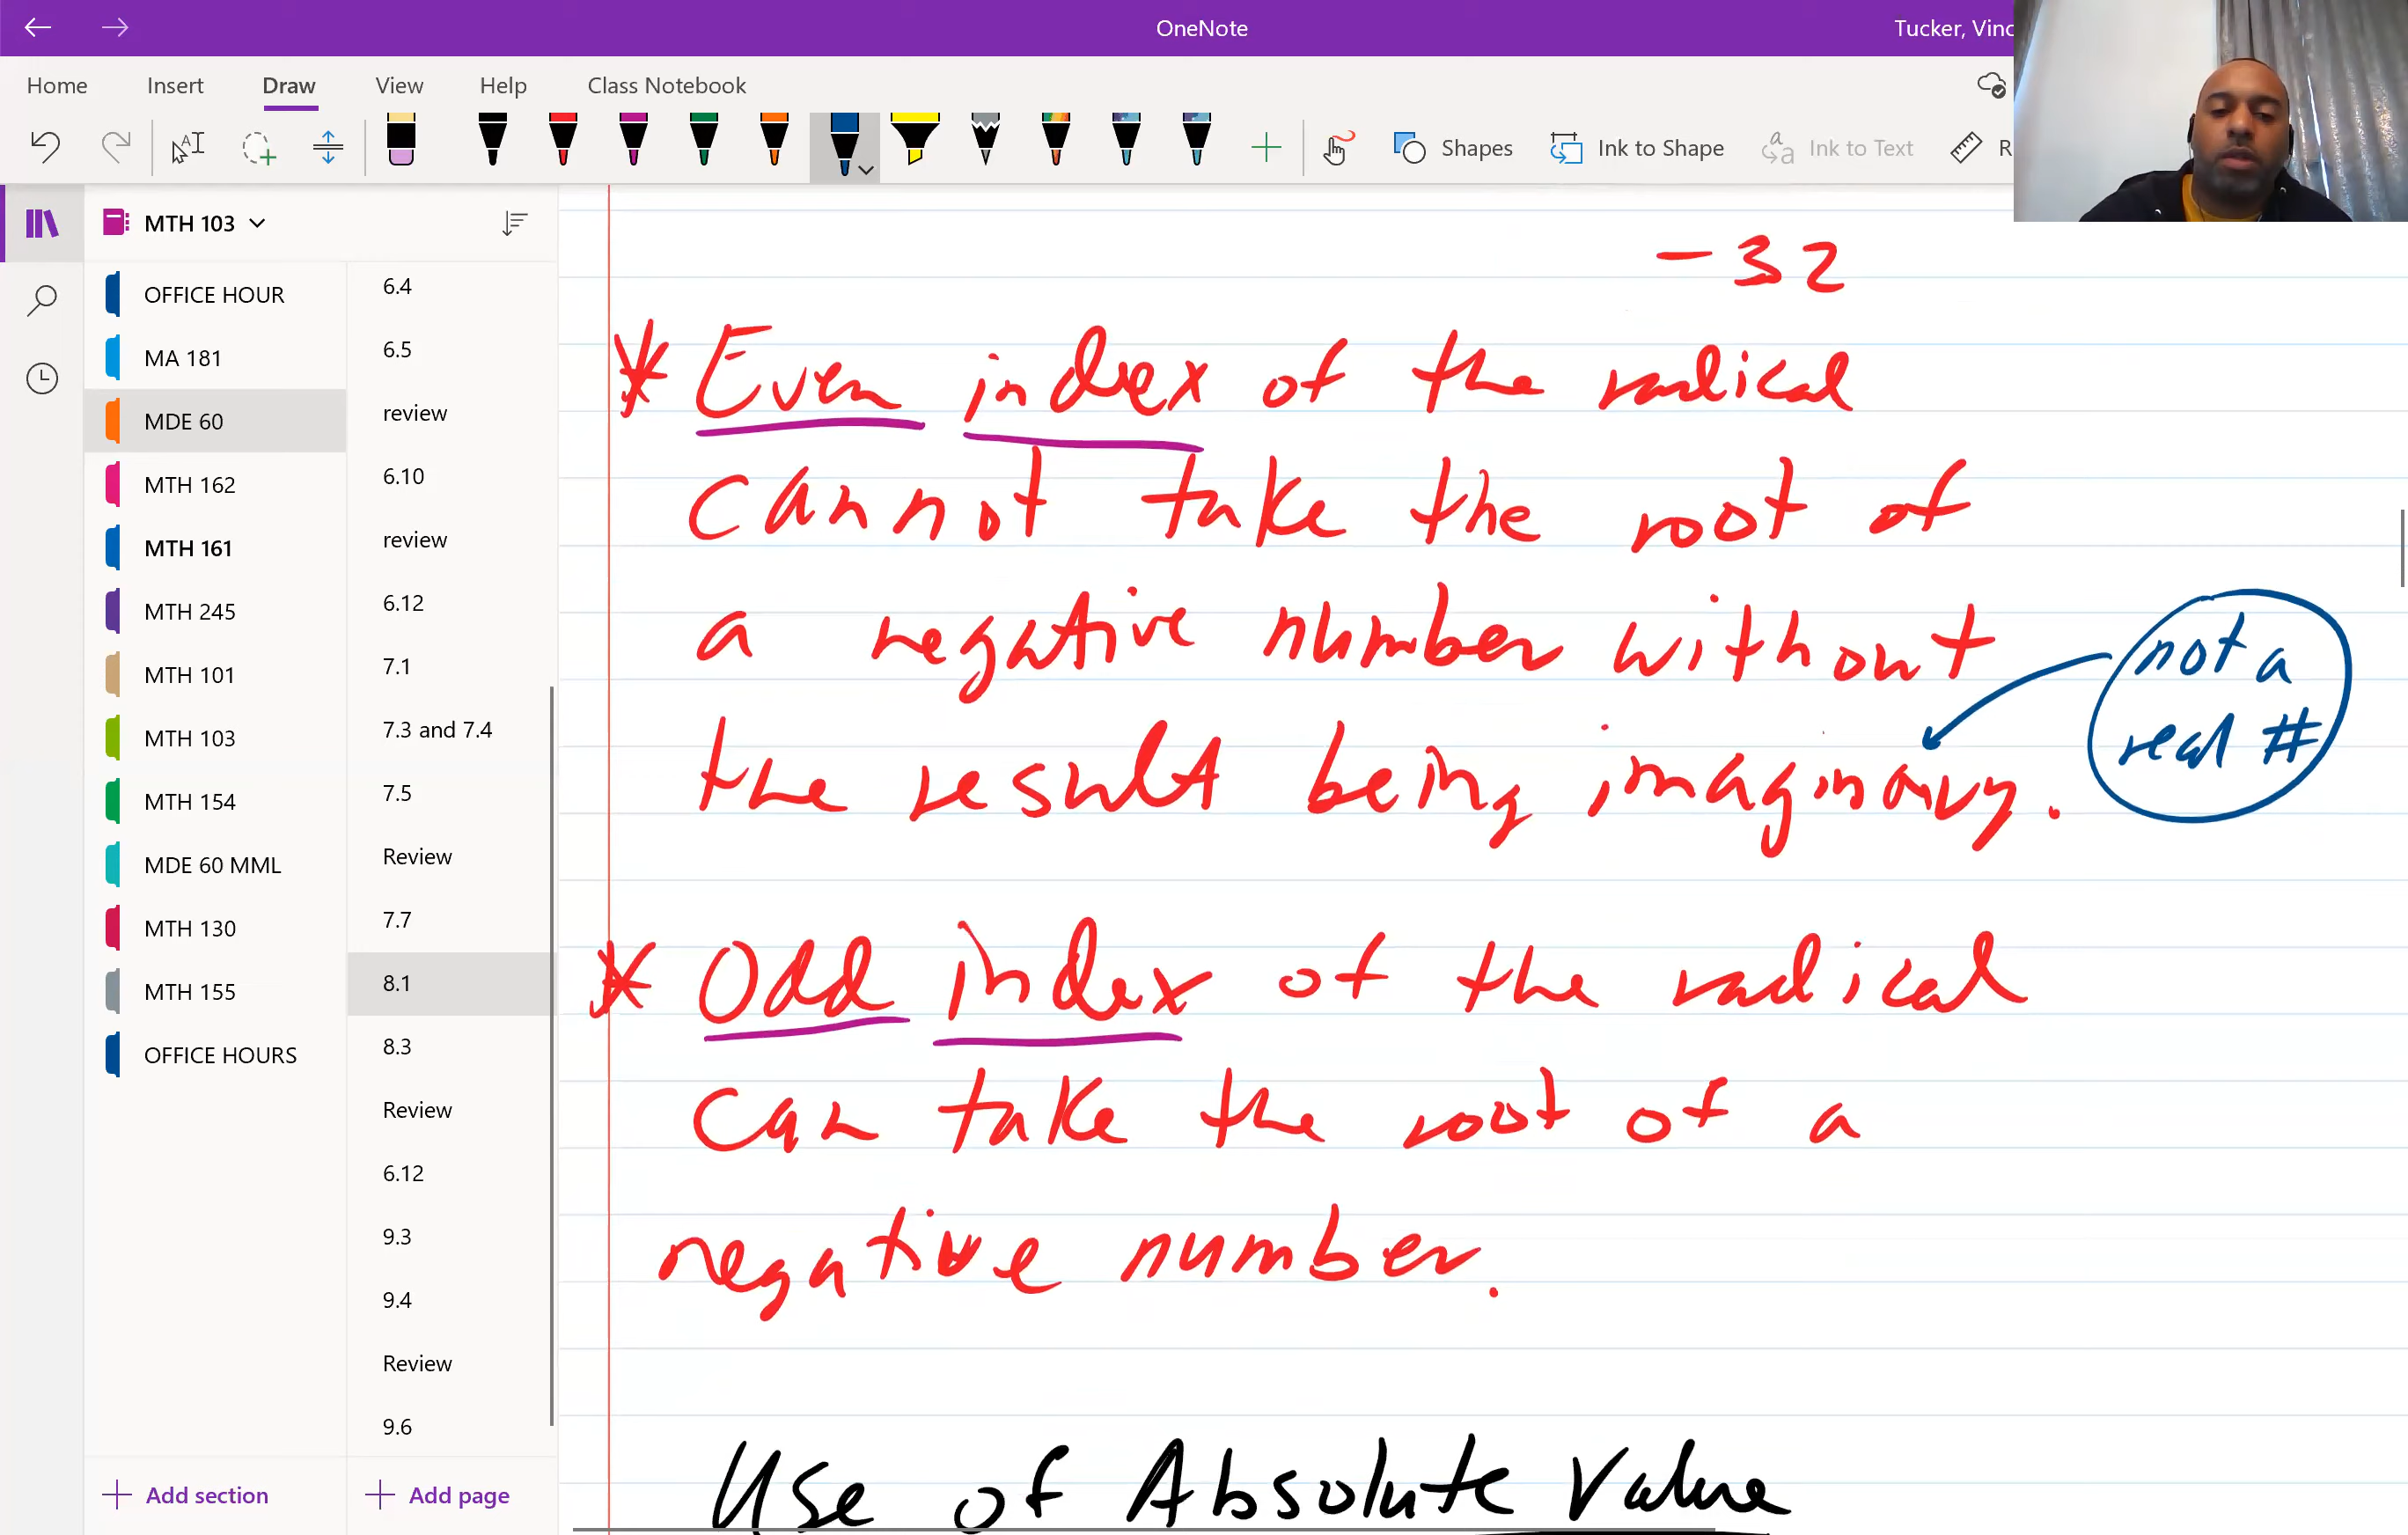 OneNote
Tucker, Vinc
Home Insert Draw View Help Class Notebook
Shapes Ink to Shape Ink to Text R
MTH 103
OFFICE HOUR
MA 181
MDE 60
MTH 162
MTH 161
MTH 245
MTH 101
MTH 103
MTH 154
MDE 60 MML
MTH 130
MTH 155
OFFICE HOURS
Add section
6.4
6.5
review
6.10
review
6.12
7.1
7.3 and 7.4
7.5
Review
7.7
8.1
8.3
Review
6.12
9.3
9.4
Review
9.6
Add page
-32
* Even index of the radical
cannot take the root of
a negative number without
the result being imaginary.
not a
real #
* Odd index of the radical
can take the root of a
negative number.
Use of Absolute Value